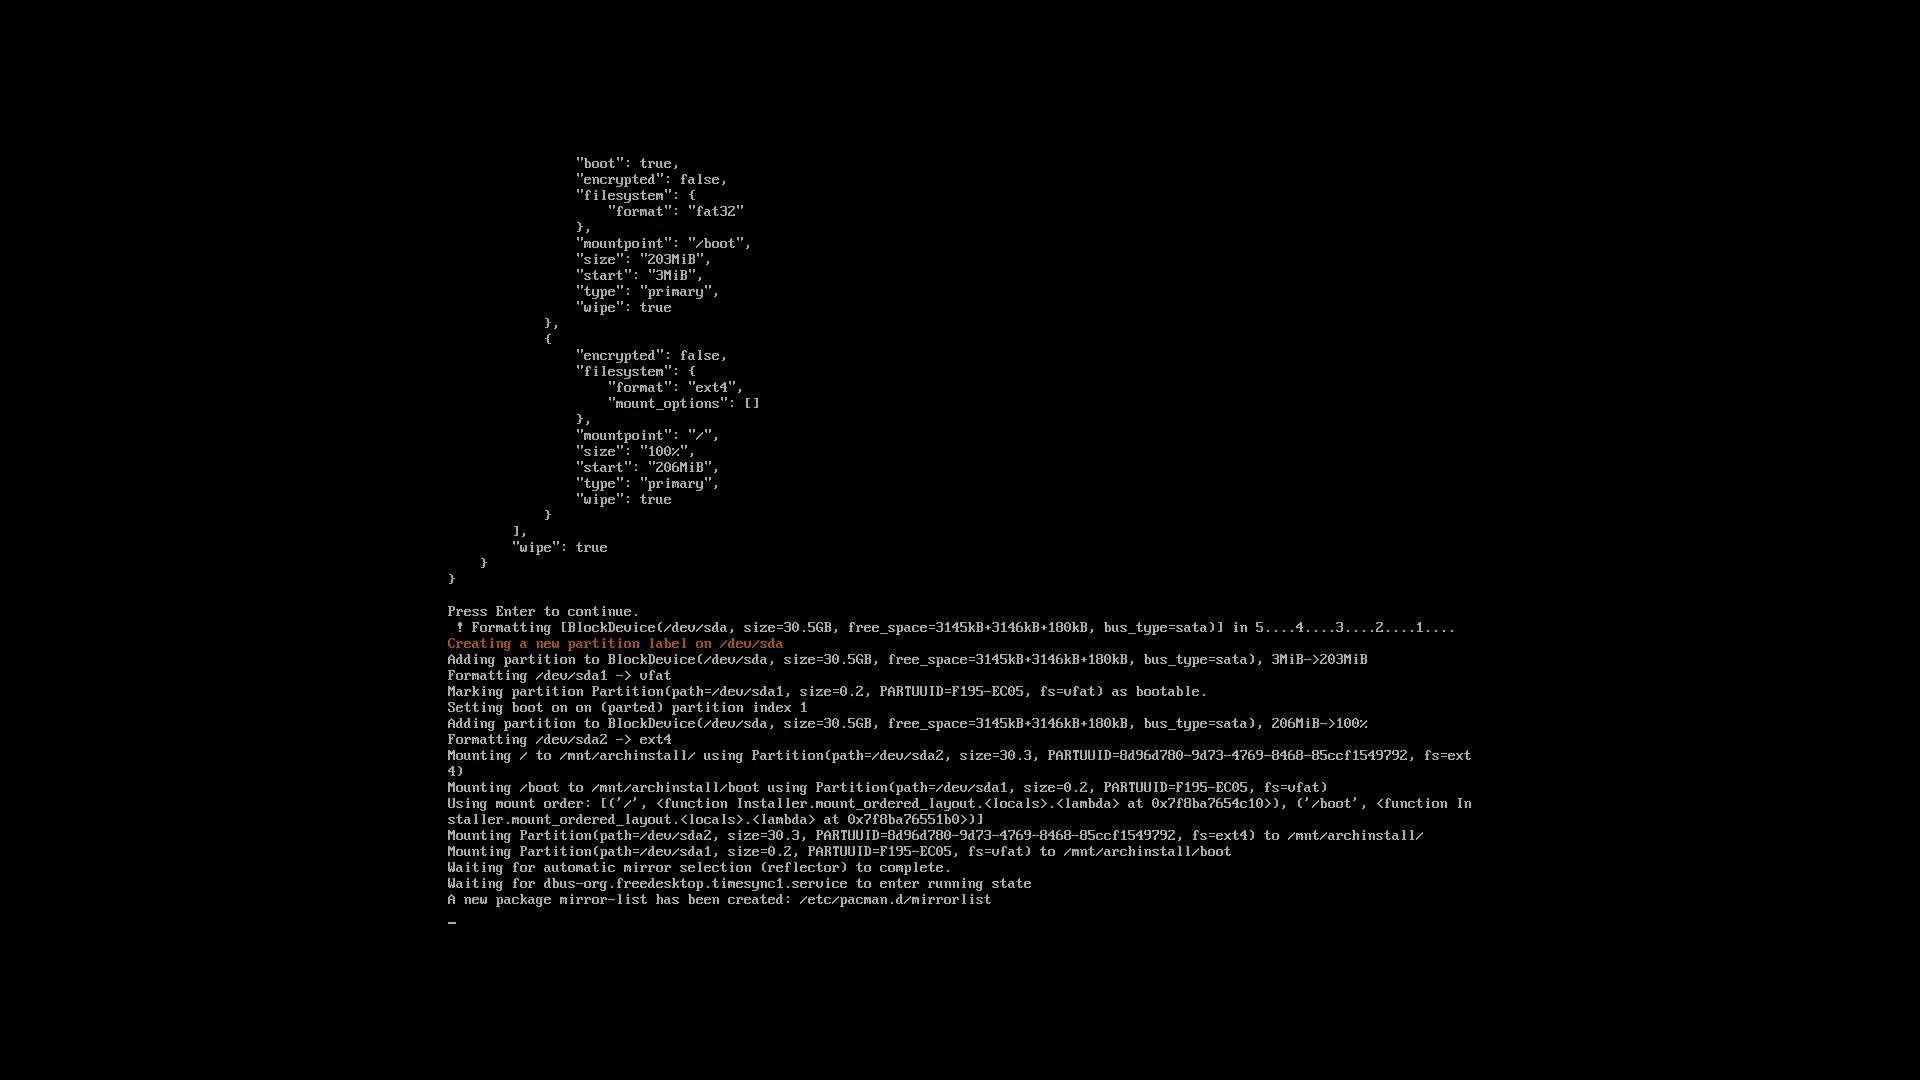 "boot": true,
"encrypted": false,
"filesystem": {
"format": "fat32"
},
"mountpoint": "/boot",
"size": "203MiB",
"start": "3MiB",
"type": "primary",
"wipe": true
},
{
"encrypted": false,
"filesystem": {
"format": "ext4",
"mount_options": []
},
"mountpoint": "/",
"size": "100%",
"start": "206MiB",
"type": "primary",
"wipe": true
}
],
"wipe": true
}
}
Press Enter to continue.
! Formatting [BlockDevice(/dev/sda, size=30.5GB, free_space=3145kB+3146kB+180kB, bus_type=sata)] in 5....4....3....2....1....
Creating a new partition label on /dev/sda
Adding partition to BlockDevice(/dev/sda, size=30.5GB, free_space=3145kB+3146kB+180kB, bus_type=sata), 3MiB->203MiB
Formatting /dev/sda1 -> vfat
Marking partition Partition(path=/dev/sda1, size=0.2, PARTUUID=F195-EC05, fs=vfat) as bootable.
Setting boot on on (parted) partition index 1
Adding partition to BlockDevice(/dev/sda, size=30.5GB, free_space=3145kB+3146kB+180kB, bus_type=sata), 206MiB->100%
Formatting /dev/sda2 -> ext4
Mounting / to /mnt/archinstall/ using Partition(path=/dev/sda2, size=30.3, PARTUUID=8d96d780-9d73-4769-8468-85ccf1549792, fs=ext
4)
Mounting /boot to /mnt/archinstall/boot using Partition(path=/dev/sda1, size=0.2, PARTUUID=F195-EC05, fs=vfat)
Using mount order: [('/', <function Installer.mount_ordered_layout.<locals>.<lambda> at 0x7f8ba7654c10>), ('/boot', <function In
staller.mount_ordered_layout.<locals>.<lambda> at 0x7f8ba76551b0>)]
Mounting Partition(path=/dev/sda2, size=30.3, PARTUUID=8d96d780-9d73-4769-8468-85ccf1549792, fs=ext4) to /mnt/archinstall/
Mounting Partition(path=/dev/sda1, size=0.2, PARTUUID=F195-EC05, fs=vfat) to /mnt/archinstall/boot
Waiting for automatic mirror selection (reflector) to complete.
Waiting for dbus-org.freedesktop.timesync1.service to enter running state
A new package mirror-list has been created: /etc/pacman.d/mirrorlist
_